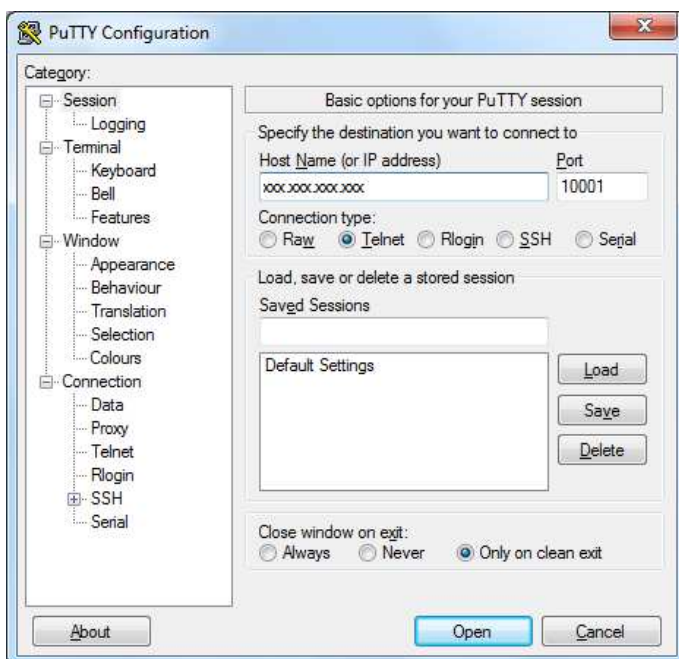 PuTTY Configuration
Category:
Session
Logging
Terminal
Keyboard
Bell
Features
Window
Appearance
Behaviour
Translation
Selection
Colours
Connection
Data
Proxy
Telnet
Rlogin
SSH
Serial
Basic options for your PuTTY session
Specify the destination you want to connect to
Host Name (or IP address) Port
xxx.xxx.xxx.xxx 10001
Connection type:
Raw Telnet Rlogin SSH Serial
Load, save or delete a stored session
Saved Sessions
Default Settings
Load
Save
Delete
Close window on exit:
Always Never Only on clean exit
About Open Cancel